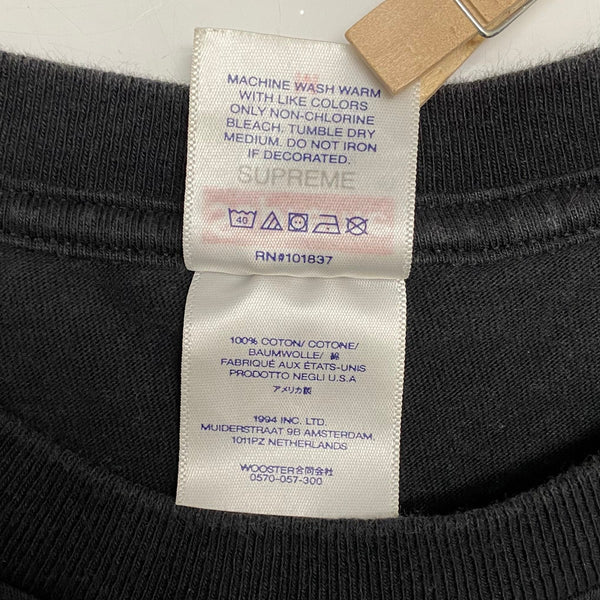 MACHINE WASH WARM
WITH LIKE COLORS
ONLY NON-CHLORINE
BLEACH. TUMBLE DRY
MEDIUM. DO NOT IRON
IF DECORATED.
SUPREME
40
RN#101837
100% COTON/ COTONE/
BAUMWOLLE/ 綿
FABRIQUÉ AUX ÉTATS-UNIS
PRODOTTO NEGLI U.S.A
アメリカ製
1994 INC. LTD.
MUIDERSTRAAT 9B AMSTERDAM,
1011PZ NETHERLANDS
WOOSTER合同会社
0570-057-300